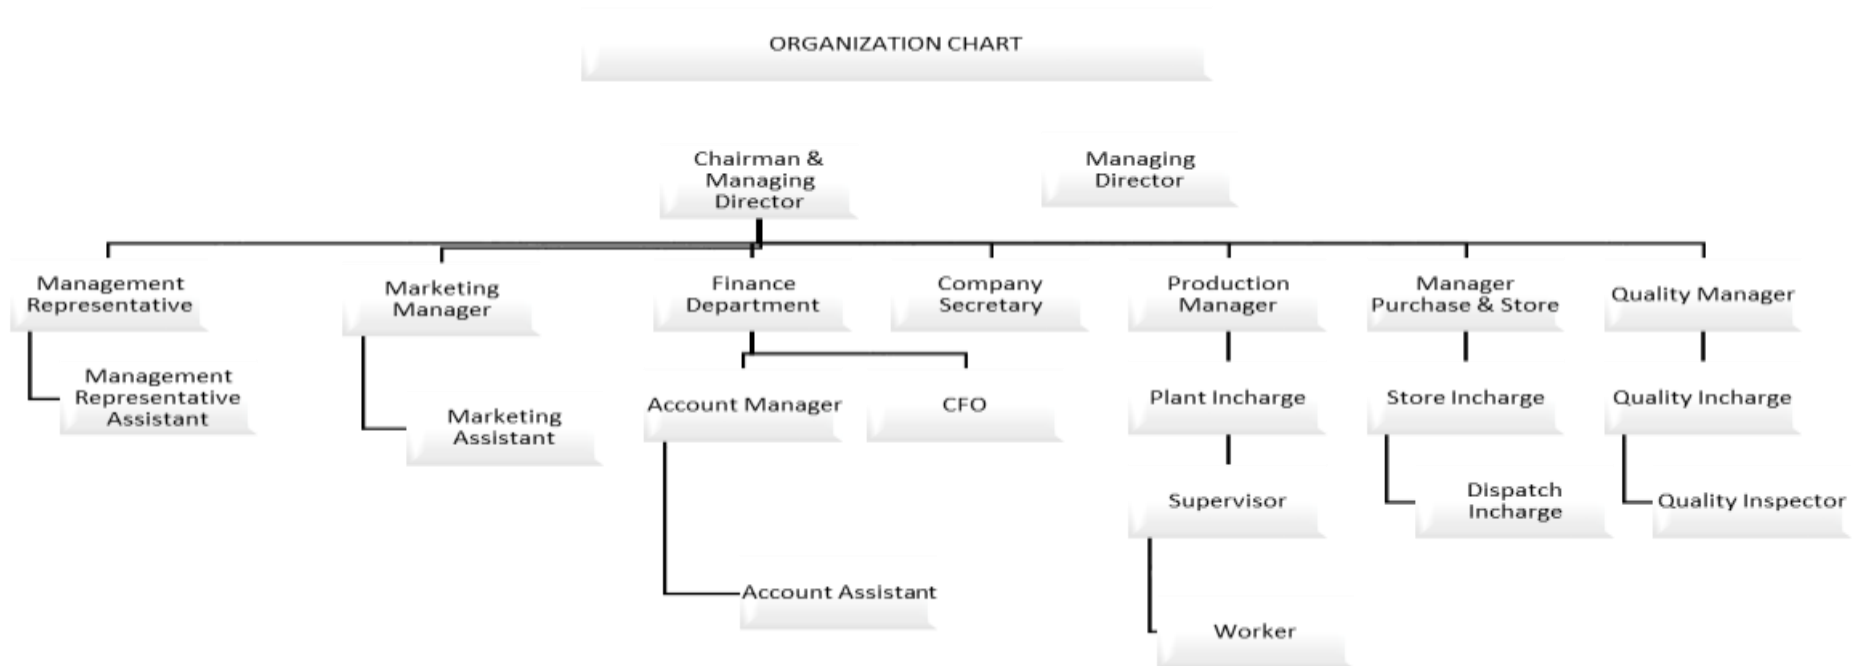 ORGANIZATION CHART
Chairman &
Managing
Director
Managing
Director
Management
Representative
Marketing
Manager
Finance
Department
Company
Secretary
Production
Manager
Manager
Purchase & Store
Quality Manager
Management
Representative
Assistant
Marketing
Assistant
Account Manager
CFO
Plant Incharge
Store Incharge
Quality Incharge
Supervisor
Dispatch
Incharge
Quality Inspector
Account Assistant
Worker